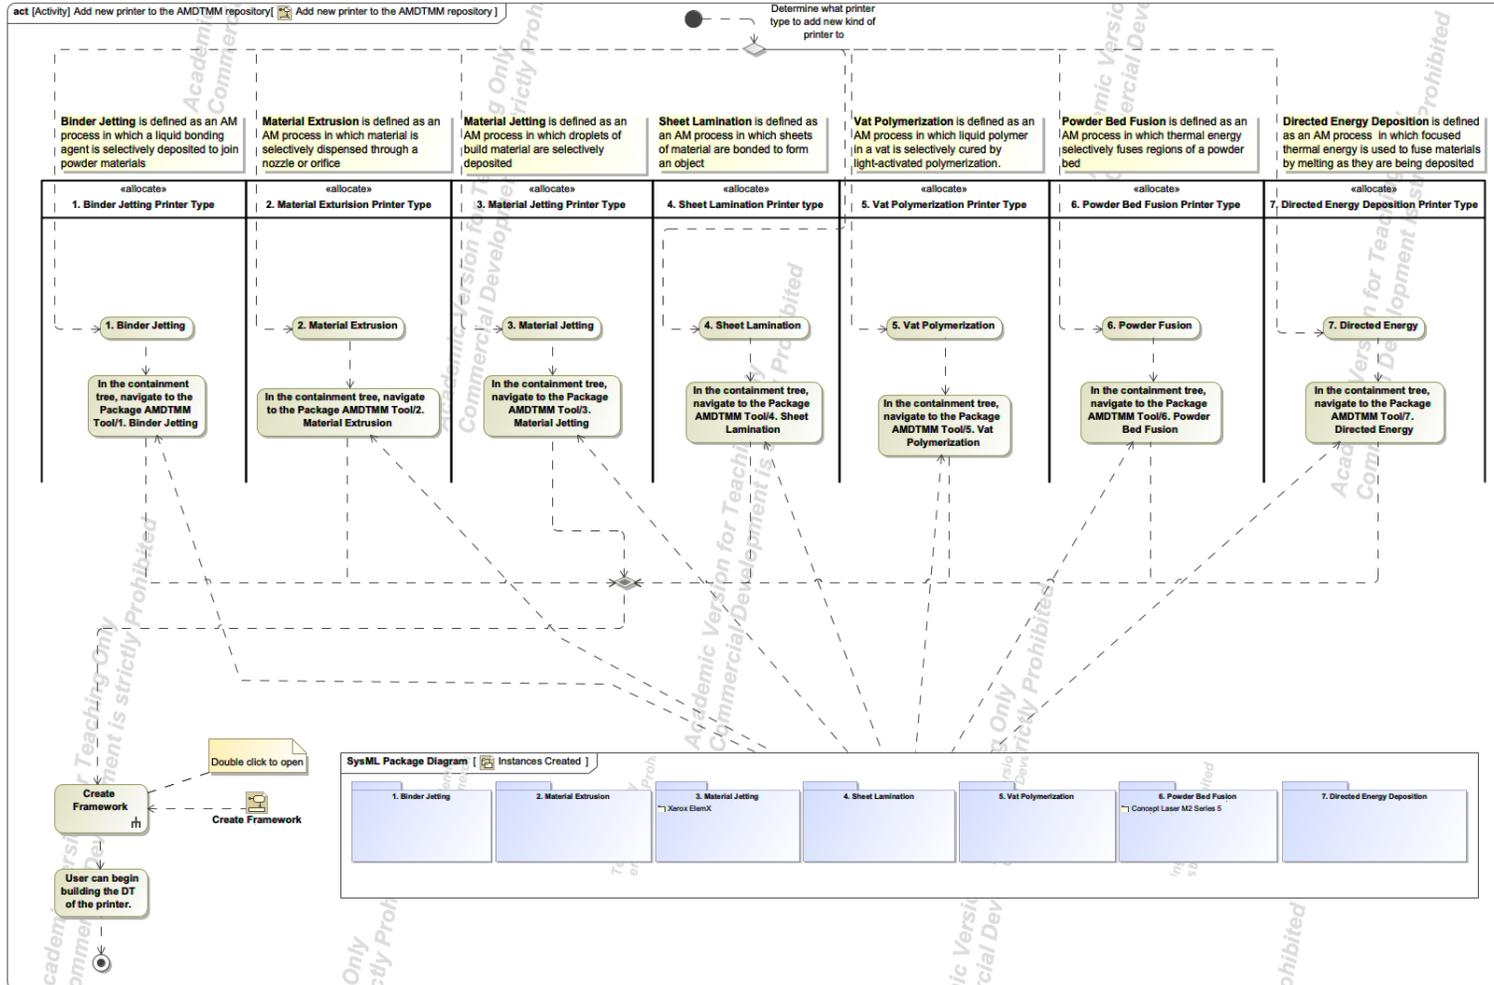 act [Activity] Add new printer to the AMDTMM repository[ Add new printer to the AMDTMM repository ]
Determine what printer
type to add new kind of
printer to
Binder Jetting is defined as an AM
process in which a liquid bonding
agent is selectively deposited to join
powder materials
Material Extrusion is defined as an
AM process in which material is
selectively dispensed through a
nozzle or orifice
Material Jetting is defined as an
AM process in which droplets of
build material are selectively
deposited
Sheet Lamination is defined as
an AM process in which sheets
of material are bonded to form
an object
Vat Polymerization is defined as an
AM process in which liquid polymer
in a vat is selectively cured by
light-activated polymerization.
Powder Bed Fusion is defined as an
AM process in which thermal energy
selectively fuses regions of a powder
bed
Directed Energy Deposition is defined
as an AM process in which focused
thermal energy is used to fuse materials
by melting as they are being deposited
«allocate»
1. Binder Jetting Printer Type
«allocate»
2. Material Exturision Printer Type
«allocate»
3. Material Jetting Printer Type
«allocate»
4. Sheet Lamination Printer type
«allocate»
5. Vat Polymerization Printer Type
«allocate»
6. Powder Bed Fusion Printer Type
«allocate»
7. Directed Energy Deposition Printer Type
1. Binder Jetting
2. Material Extrusion
3. Material Jetting
4. Sheet Lamination
5. Vat Polymerization
6. Powder Fusion
7. Directed Energy
In the containment
tree, navigate to the
Package AMDTMM
Tool/1. Binder Jetting
In the containment tree, navigate
to the Package AMDTMM Tool/2.
Material Extrusion
In the containment tree,
navigate to the Package
AMDTMM Tool/3.
Material Jetting
In the containment tree,
navigate to the Package
AMDTMM Tool/4. Sheet
Lamination
In the containment tree,
navigate to the Package
AMDTMM Tool/5. Vat
Polymerization
In the containment tree,
navigate to the Package
AMDTMM Tool/6. Powder
Bed Fusion
In the containment tree,
navigate to the Package
AMDTMM Tool/7.
Directed Energy
Double click to open
Create
Framework
Create Framework
User can begin
building the DT
of the printer.
SysML Package Diagram [ Instances Created ]
1. Binder Jetting
2. Material Extrusion
3. Material Jetting
Xerox ElemX
4. Sheet Lamination
5. Vat Polymerization
6. Powder Bed Fusion
Concept Laser M2 Series 5
7. Directed Energy Deposition
Academic Version for Teaching Only
Commercial Development is strictly Prohibited